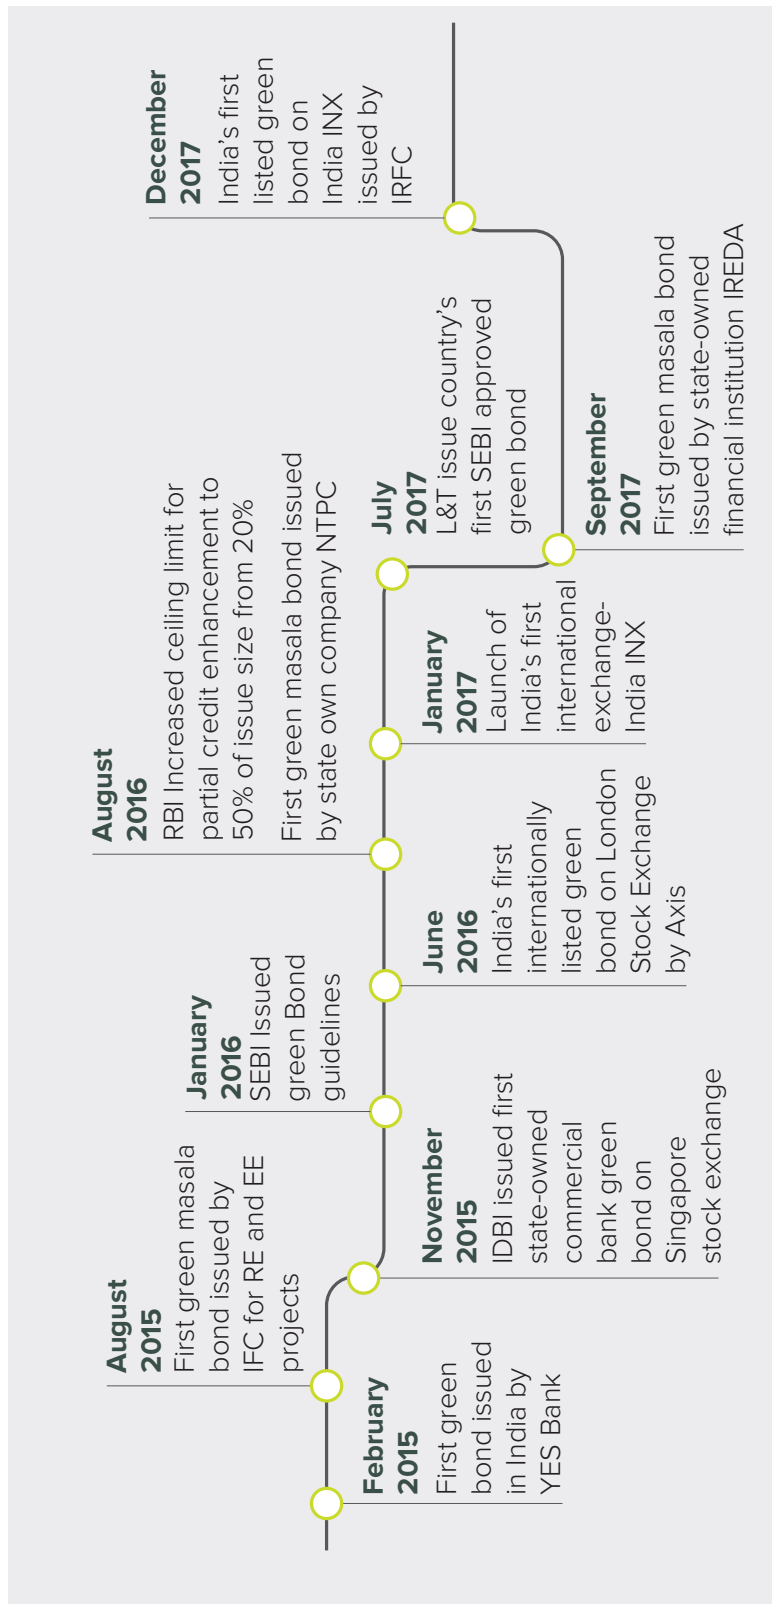 February
2015
First green
bond issued
in India by
YES Bank
August
2015
First green masala
bond issued by
IFC for RE and EE
projects
November
2015
IDBI issued first
state-owned
commercial
bank green
bond on
Singapore
stock exchange
January
2016
SEBI Issued
green Bond
guidelines
June
2016
India's first
internationally
listed green
bond on London
Stock Exchange
by Axis
August
2016
RBI Increased ceiling limit for
partial credit enhancement to
50% of issue size from 20%
First green masala bond issued
by state own company NTPC
January
2017
Launch of
India's first
international
exchange-
India INX
July
2017
L&T issue country's
first SEBI approved
green bond
September
2017
First green masala bond
issued by state-owned
financial institution IREDA
December
2017
India's first
listed green
bond on
India INX
issued by
IRFC